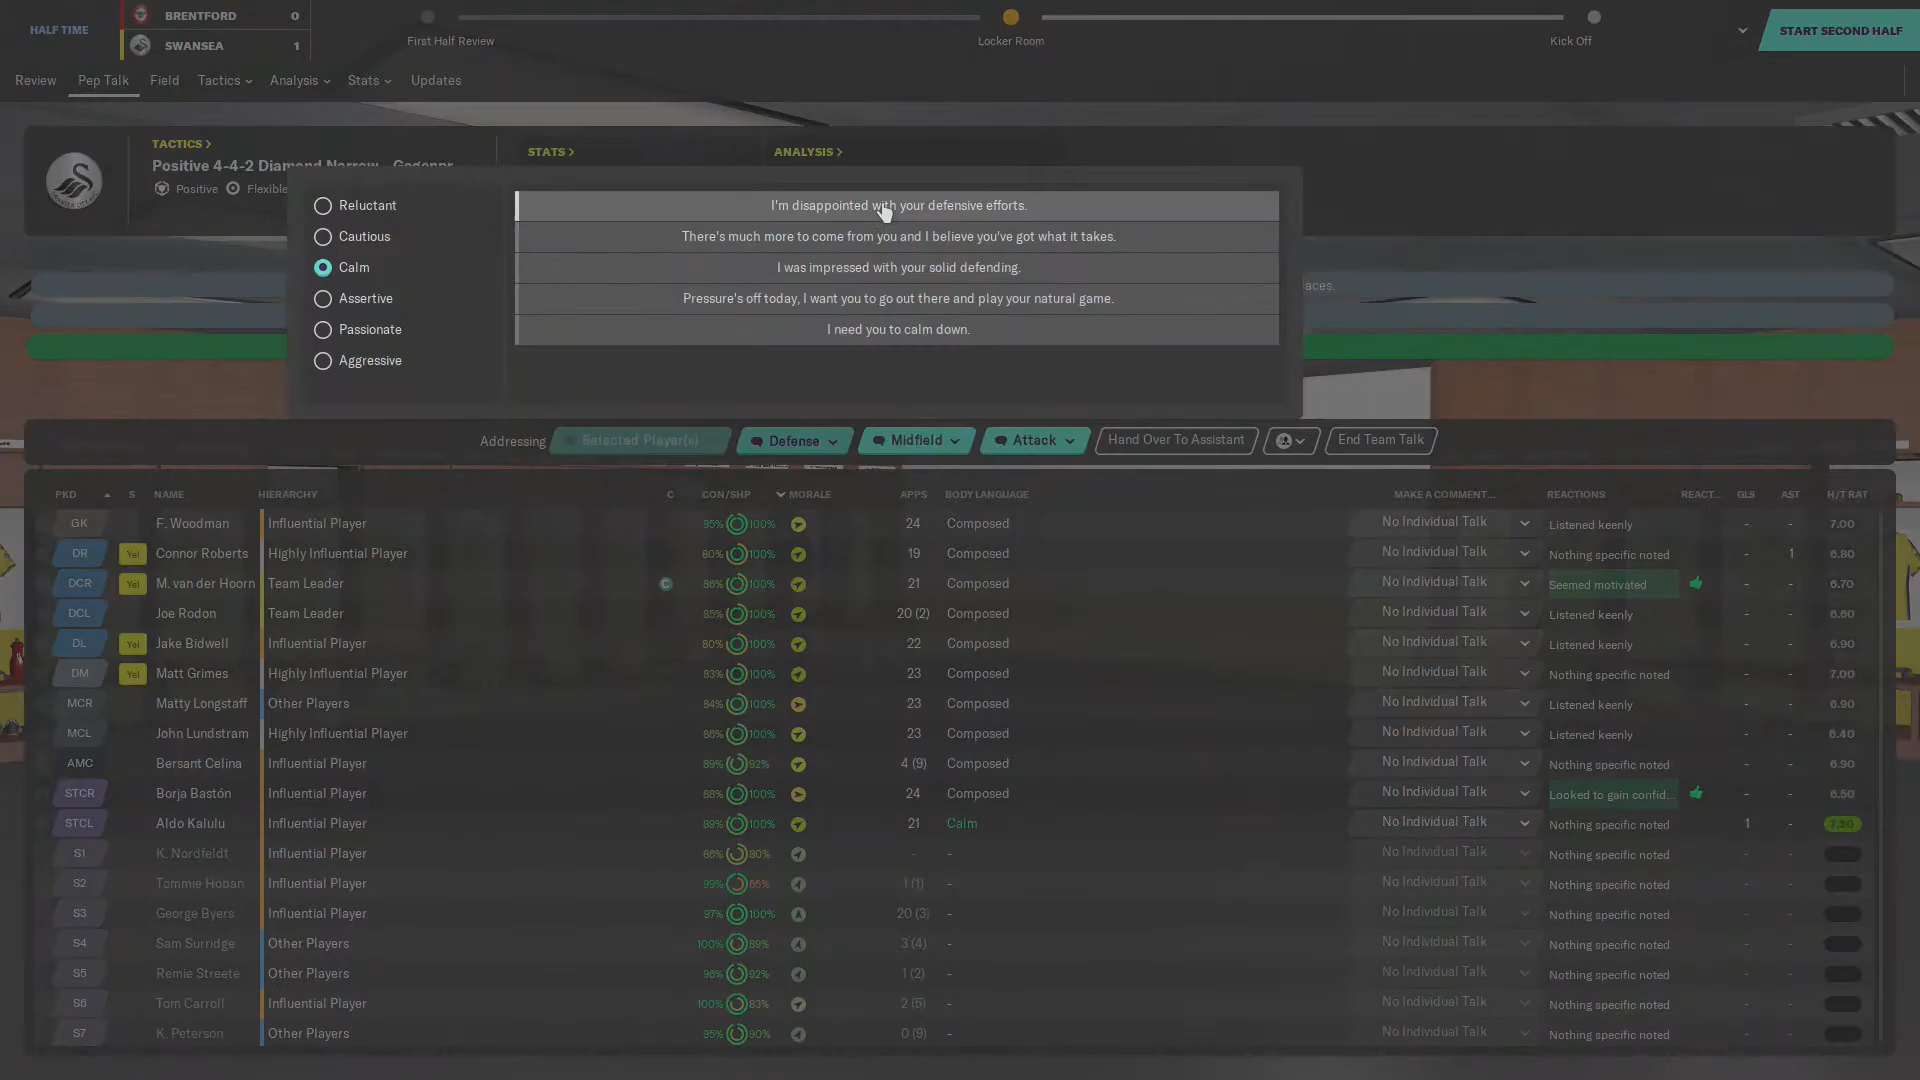 HALF TIME
BRENTFORD 0
SWANSEA 1
First Half Review
Locker Room
Kick Off
START SECOND HALF
Review Pep Talk Field Tactics Analysis Stats Updates
TACTICS >
Positive 4-4-2 Diamond Narrow - Gegenpr
Positive Flexible
STATS >
ANALYSIS >
Reluctant
Cautious
Calm
Assertive
Passionate
Aggressive
I'm disappointed with your defensive efforts.
There's much more to come from you and I believe you've got what it takes.
I was impressed with your solid defending.
Pressure's off today, I want you to go out there and play your natural game.
I need you to calm down.
aces.
Addressing Selected Player(s) Defense Midfield Attack Hand Over To Assistant End Team Talk
PKD S NAME HIERARCHY C CON/SHP MORALE APPS BODY LANGUAGE MAKE A COMMENT... REACTIONS REACT... GLS AST H/T RAT
GK F. Woodman Influential Player 95% 100% 24 Composed No Individual Talk Listened keenly - - 7.00
DR Yel Connor Roberts Highly Influential Player 80% 100% 19 Composed No Individual Talk Nothing specific noted - 1 6.80
DCR Yel M. van der Hoorn Team Leader C 86% 100% 21 Composed No Individual Talk Seemed motivated - - 6.70
DCL Joe Rodon Team Leader 85% 100% 20 (2) Composed No Individual Talk Listened keenly - - 6.60
DL Yel Jake Bidwell Influential Player 80% 100% 22 Composed No Individual Talk Listened keenly - - 6.90
DM Yel Matt Grimes Highly Influential Player 83% 100% 23 Composed No Individual Talk Nothing specific noted - - 7.00
MCR Matty Longstaff Other Players 84% 100% 23 Composed No Individual Talk Listened keenly - - 6.90
MCL John Lundstram Highly Influential Player 86% 100% 23 Composed No Individual Talk Listened keenly - - 6.40
AMC Bersant Celina Influential Player 89% 92% 4 (9) Composed No Individual Talk Nothing specific noted - - 6.90
STCR Borja Bastón Influential Player 88% 100% 24 Composed No Individual Talk Looked to gain confid... - - 6.50
STCL Aldo Kalulu Influential Player 89% 100% 21 Calm No Individual Talk Nothing specific noted 1 - 7.20
S1 K. Nordfeldt Influential Player 86% 80% - - No Individual Talk Nothing specific noted - -
S2 Tommie Hoban Influential Player 99% 65% 1 (1) - No Individual Talk Nothing specific noted - -
S3 George Byers Influential Player 97% 100% 20 (3) - No Individual Talk Nothing specific noted - -
S4 Sam Surridge Other Players 100% 89% 3 (4) - No Individual Talk Nothing specific noted - -
S5 Remie Streete Other Players 96% 92% 1 (2) - No Individual Talk Nothing specific noted - -
S6 Tom Carroll Influential Player 100% 83% 2 (5) - No Individual Talk Nothing specific noted - -
S7 K. Peterson Other Players 95% 90% 0 (9) - No Individual Talk Nothing specific noted - -